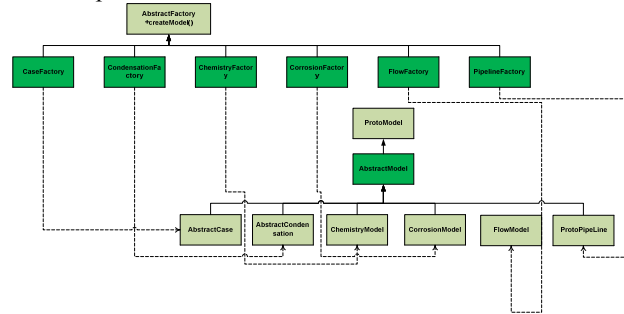 AbstractFactory
+createModel()
CaseFactory
CondensationFa
ctory
ChemistryFactor
y
CorrosionFactor
y
FlowFactory
PipelineFactory
ProtoModel
AbstractModel
AbstractCase
AbstractConden
sation
ChemistryModel
CorrosionModel
FlowModel
ProtoPipeLine